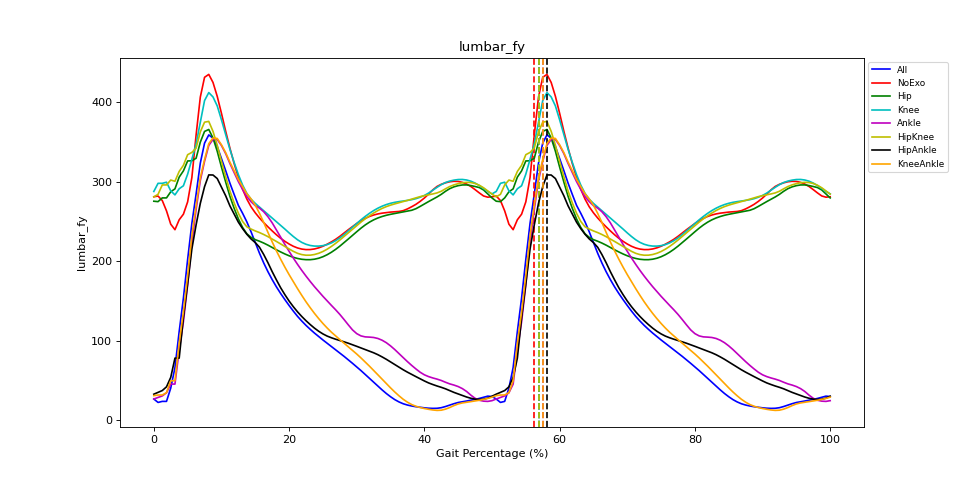 lumbar_fy
All
NoExo
Hip
Knee
Ankle
HipKnee
HipAnkle
KneeAnkle
400
300
200
100
0
lumbar_fy
0 20 40 60 80 100
Gait Percentage (%)